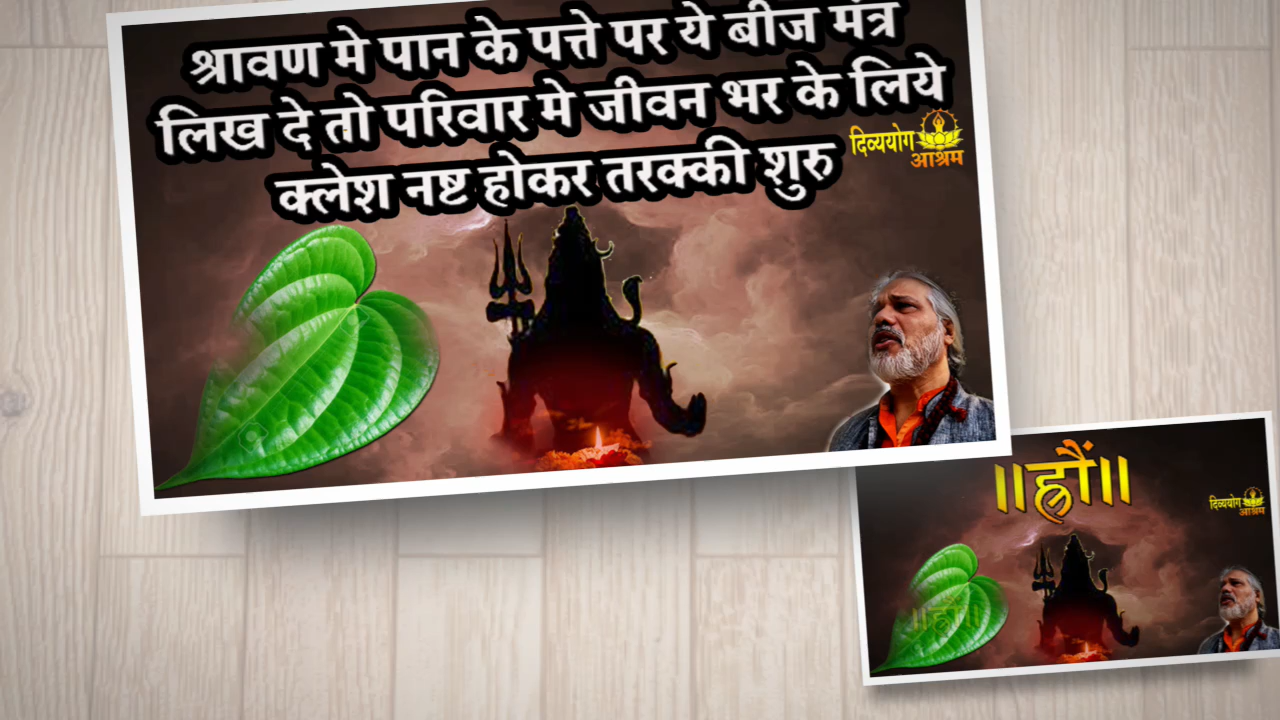 श्रावण मे पान के पत्ते पर ये बीज मंत्र
लिख दे तो परिवार मे जीवन भर के लिये
क्लेश नष्ट होकर तरक्की शुरु
दिव्ययोग
आश्रम
॥ह्रौं॥
दिव्ययोग
आश्रम
॥ह्रौं॥